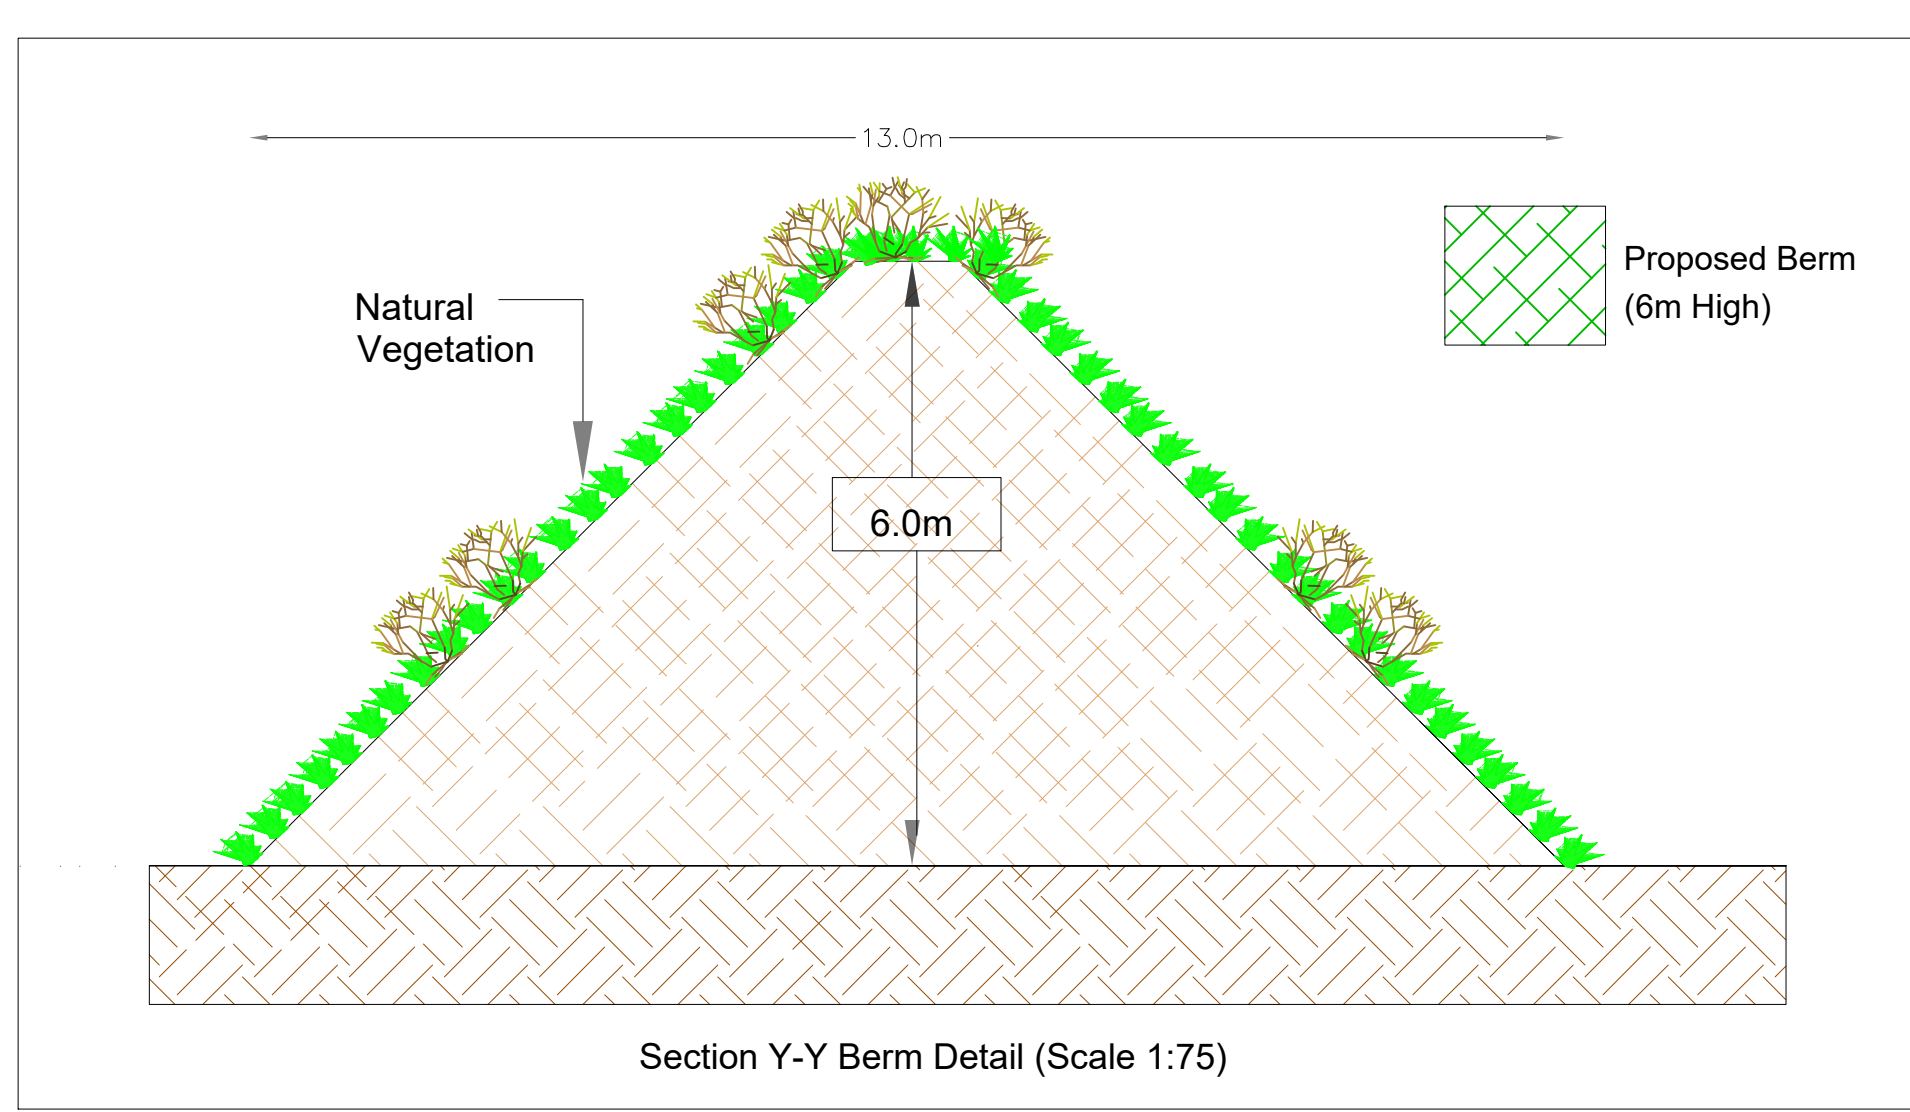 13.0m
Proposed Berm
(6m High)
Natural
Vegetation
6.0m
Section Y-Y Berm Detail (Scale 1:75)